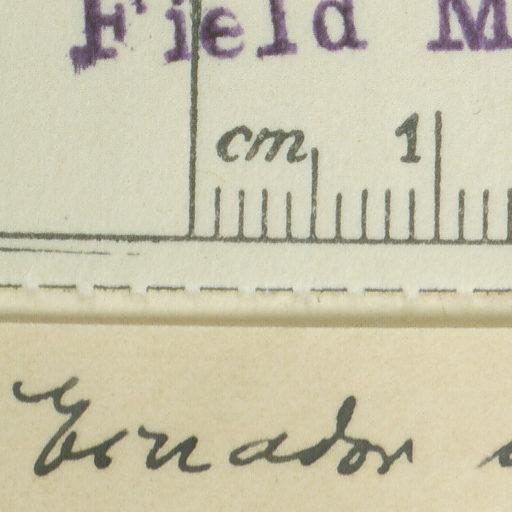 Field M
cm 1
Ecuador